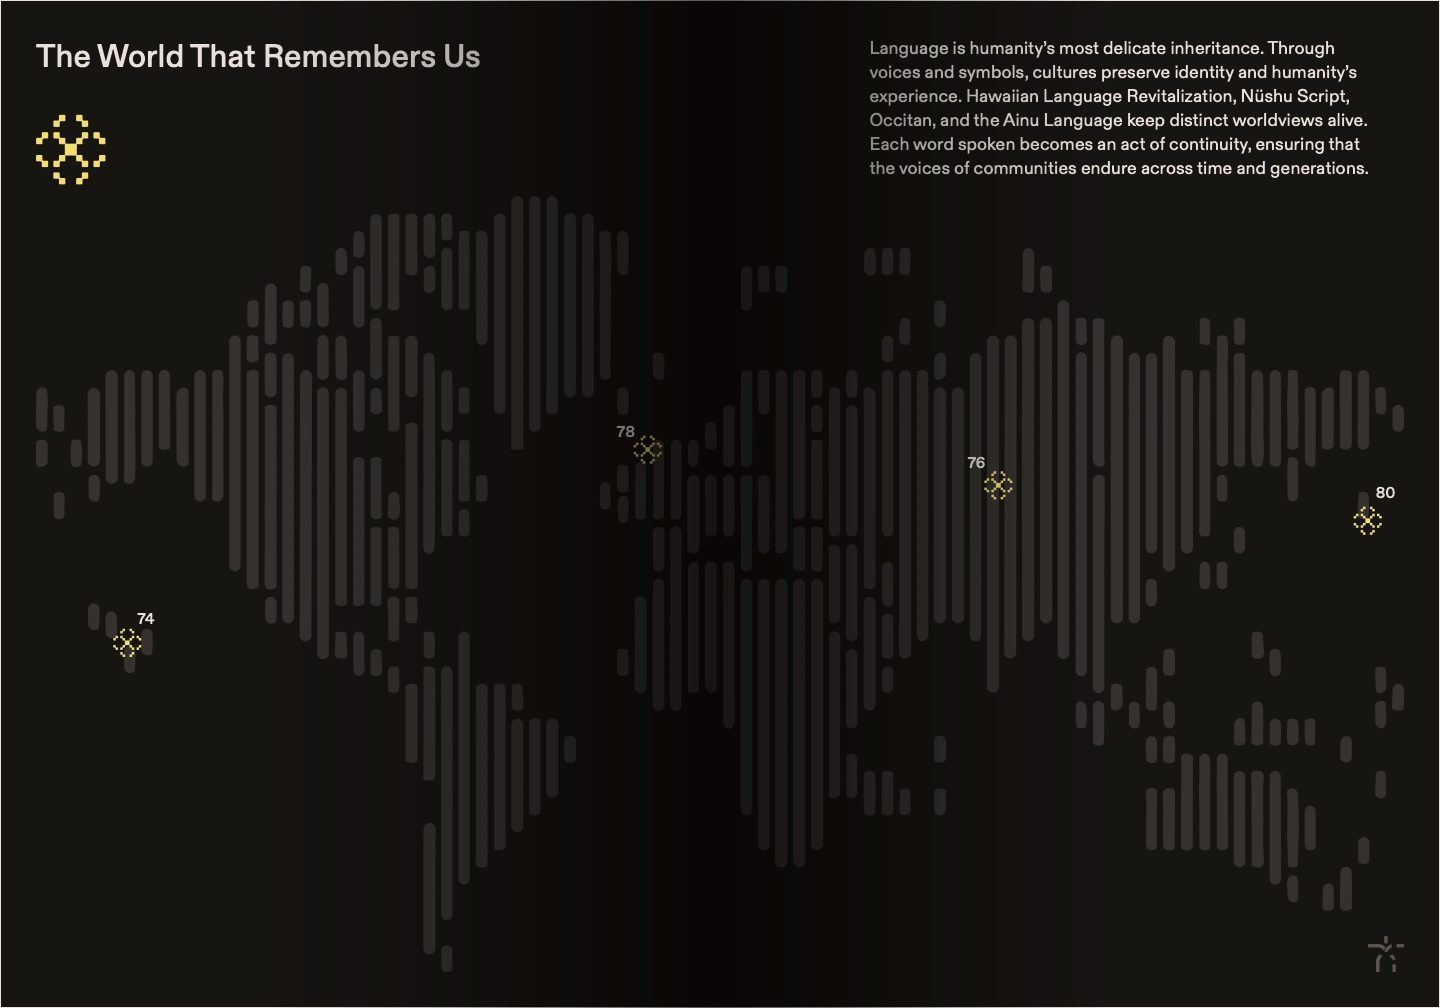 The World That Remembers Us
Language is humanity’s most delicate inheritance. Through
voices and symbols, cultures preserve identity and humanity’s
experience. Hawaiian Language Revitalization, Nüshu Script,
Occitan, and the Ainu Language keep distinct worldviews alive.
Each word spoken becomes an act of continuity, ensuring that
the voices of communities endure across time and generations.
78
76
80
74